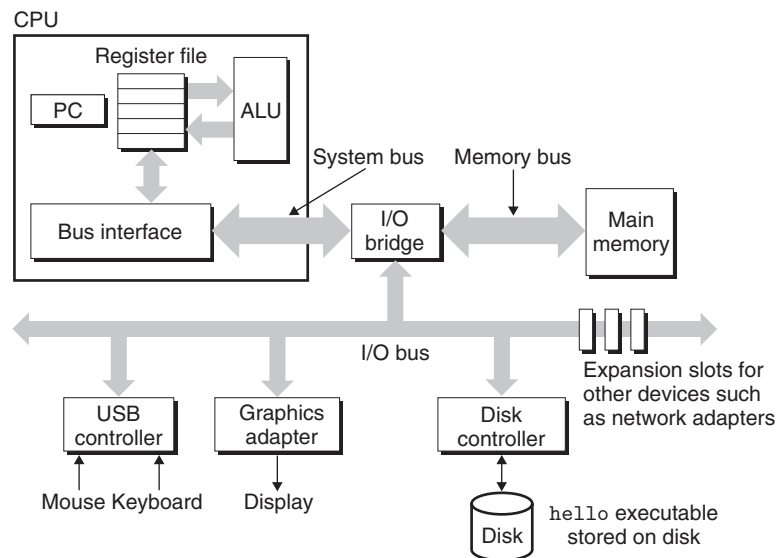 CPU
Register file
PC
ALU
System bus
Memory bus
Bus interface
I/O
bridge
Main
memory
I/O bus
Expansion slots for
other devices such
as network adapters
USB
controller
Graphics
adapter
Disk
controller
Mouse Keyboard
Display
Disk
hello executable
stored on disk